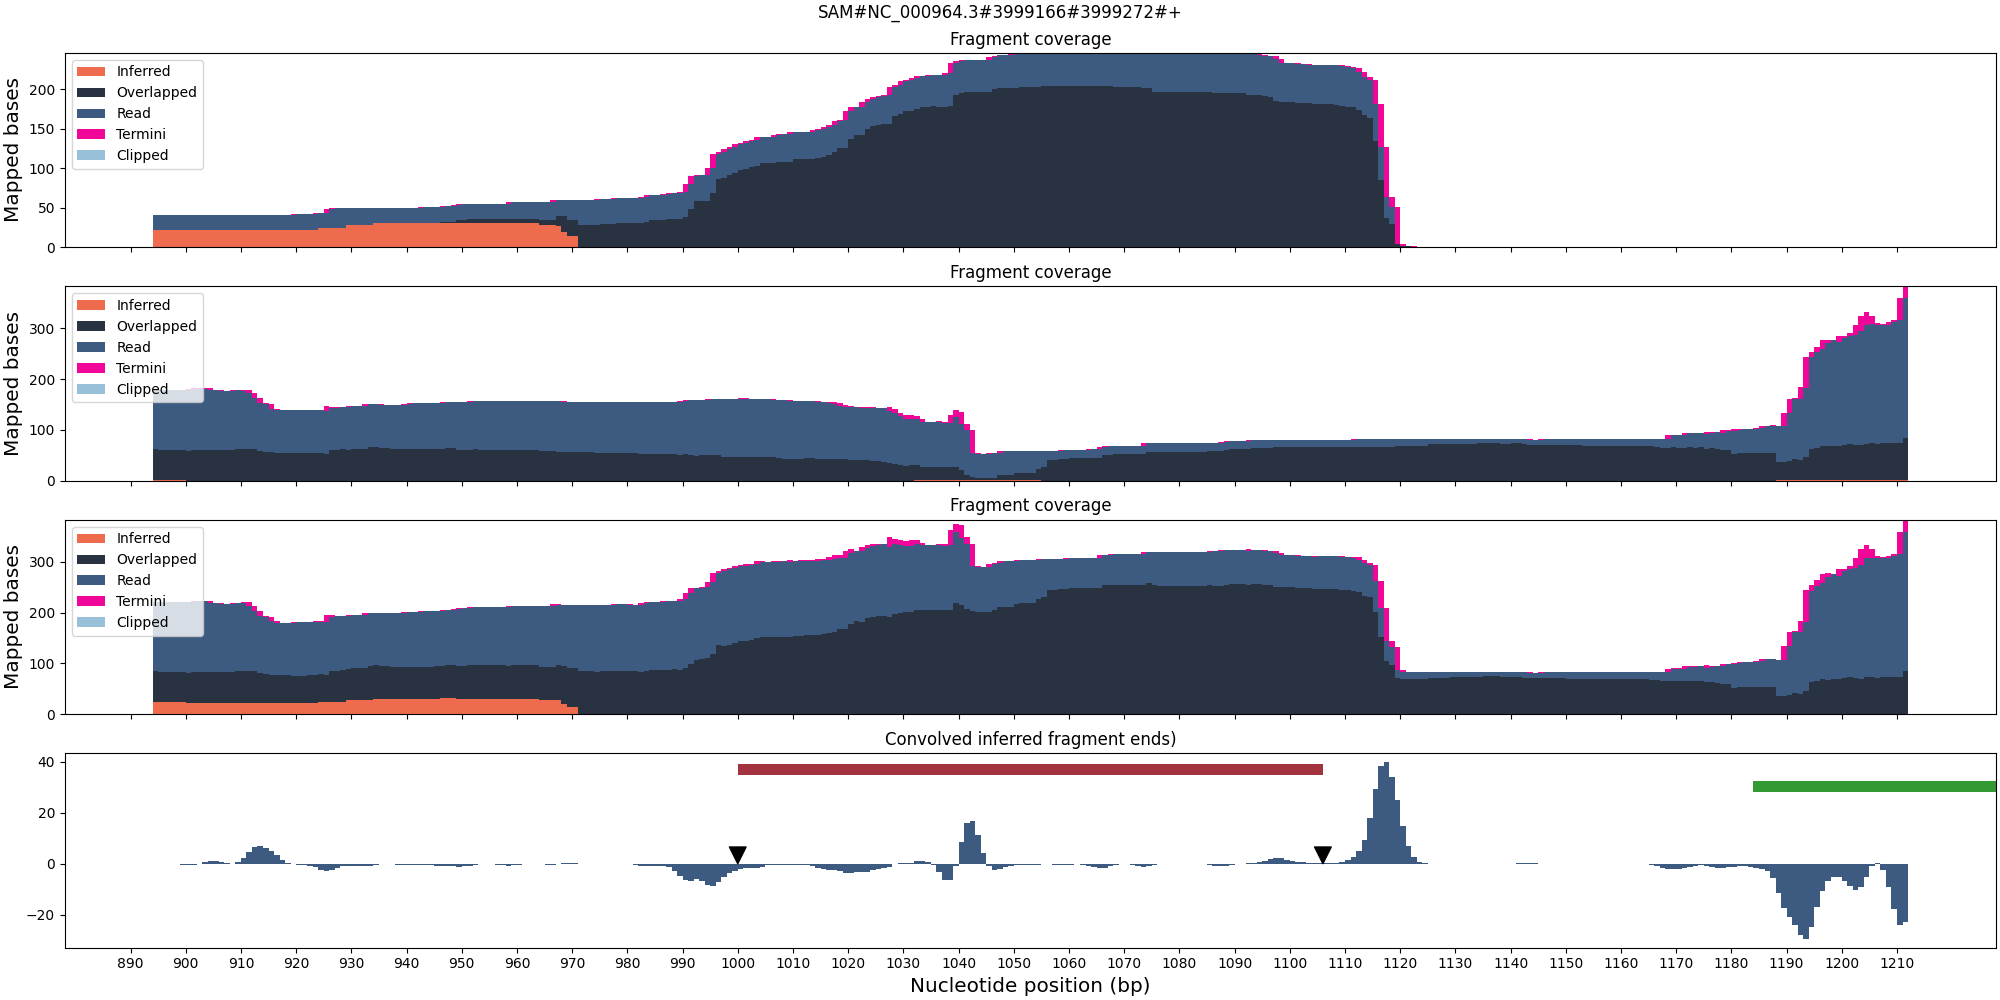 SAM#NC_000964.3#3999166#3999272#+
Fragment coverage
Mapped bases
200
150
100
50
0
Inferred
Overlapped
Read
Termini
Clipped
Fragment coverage
Mapped bases
300
200
100
0
Inferred
Overlapped
Read
Termini
Clipped
Fragment coverage
Mapped bases
300
200
100
0
Inferred
Overlapped
Read
Termini
Clipped
Convolved inferred fragment ends)
40
20
0
−20
890 900 910 920 930 940 950 960 970 980 990 1000 1010 1020 1030 1040 1050 1060 1070 1080 1090 1100 1110 1120 1130 1140 1150 1160 1170 1180 1190 1200 1210
Nucleotide position (bp)